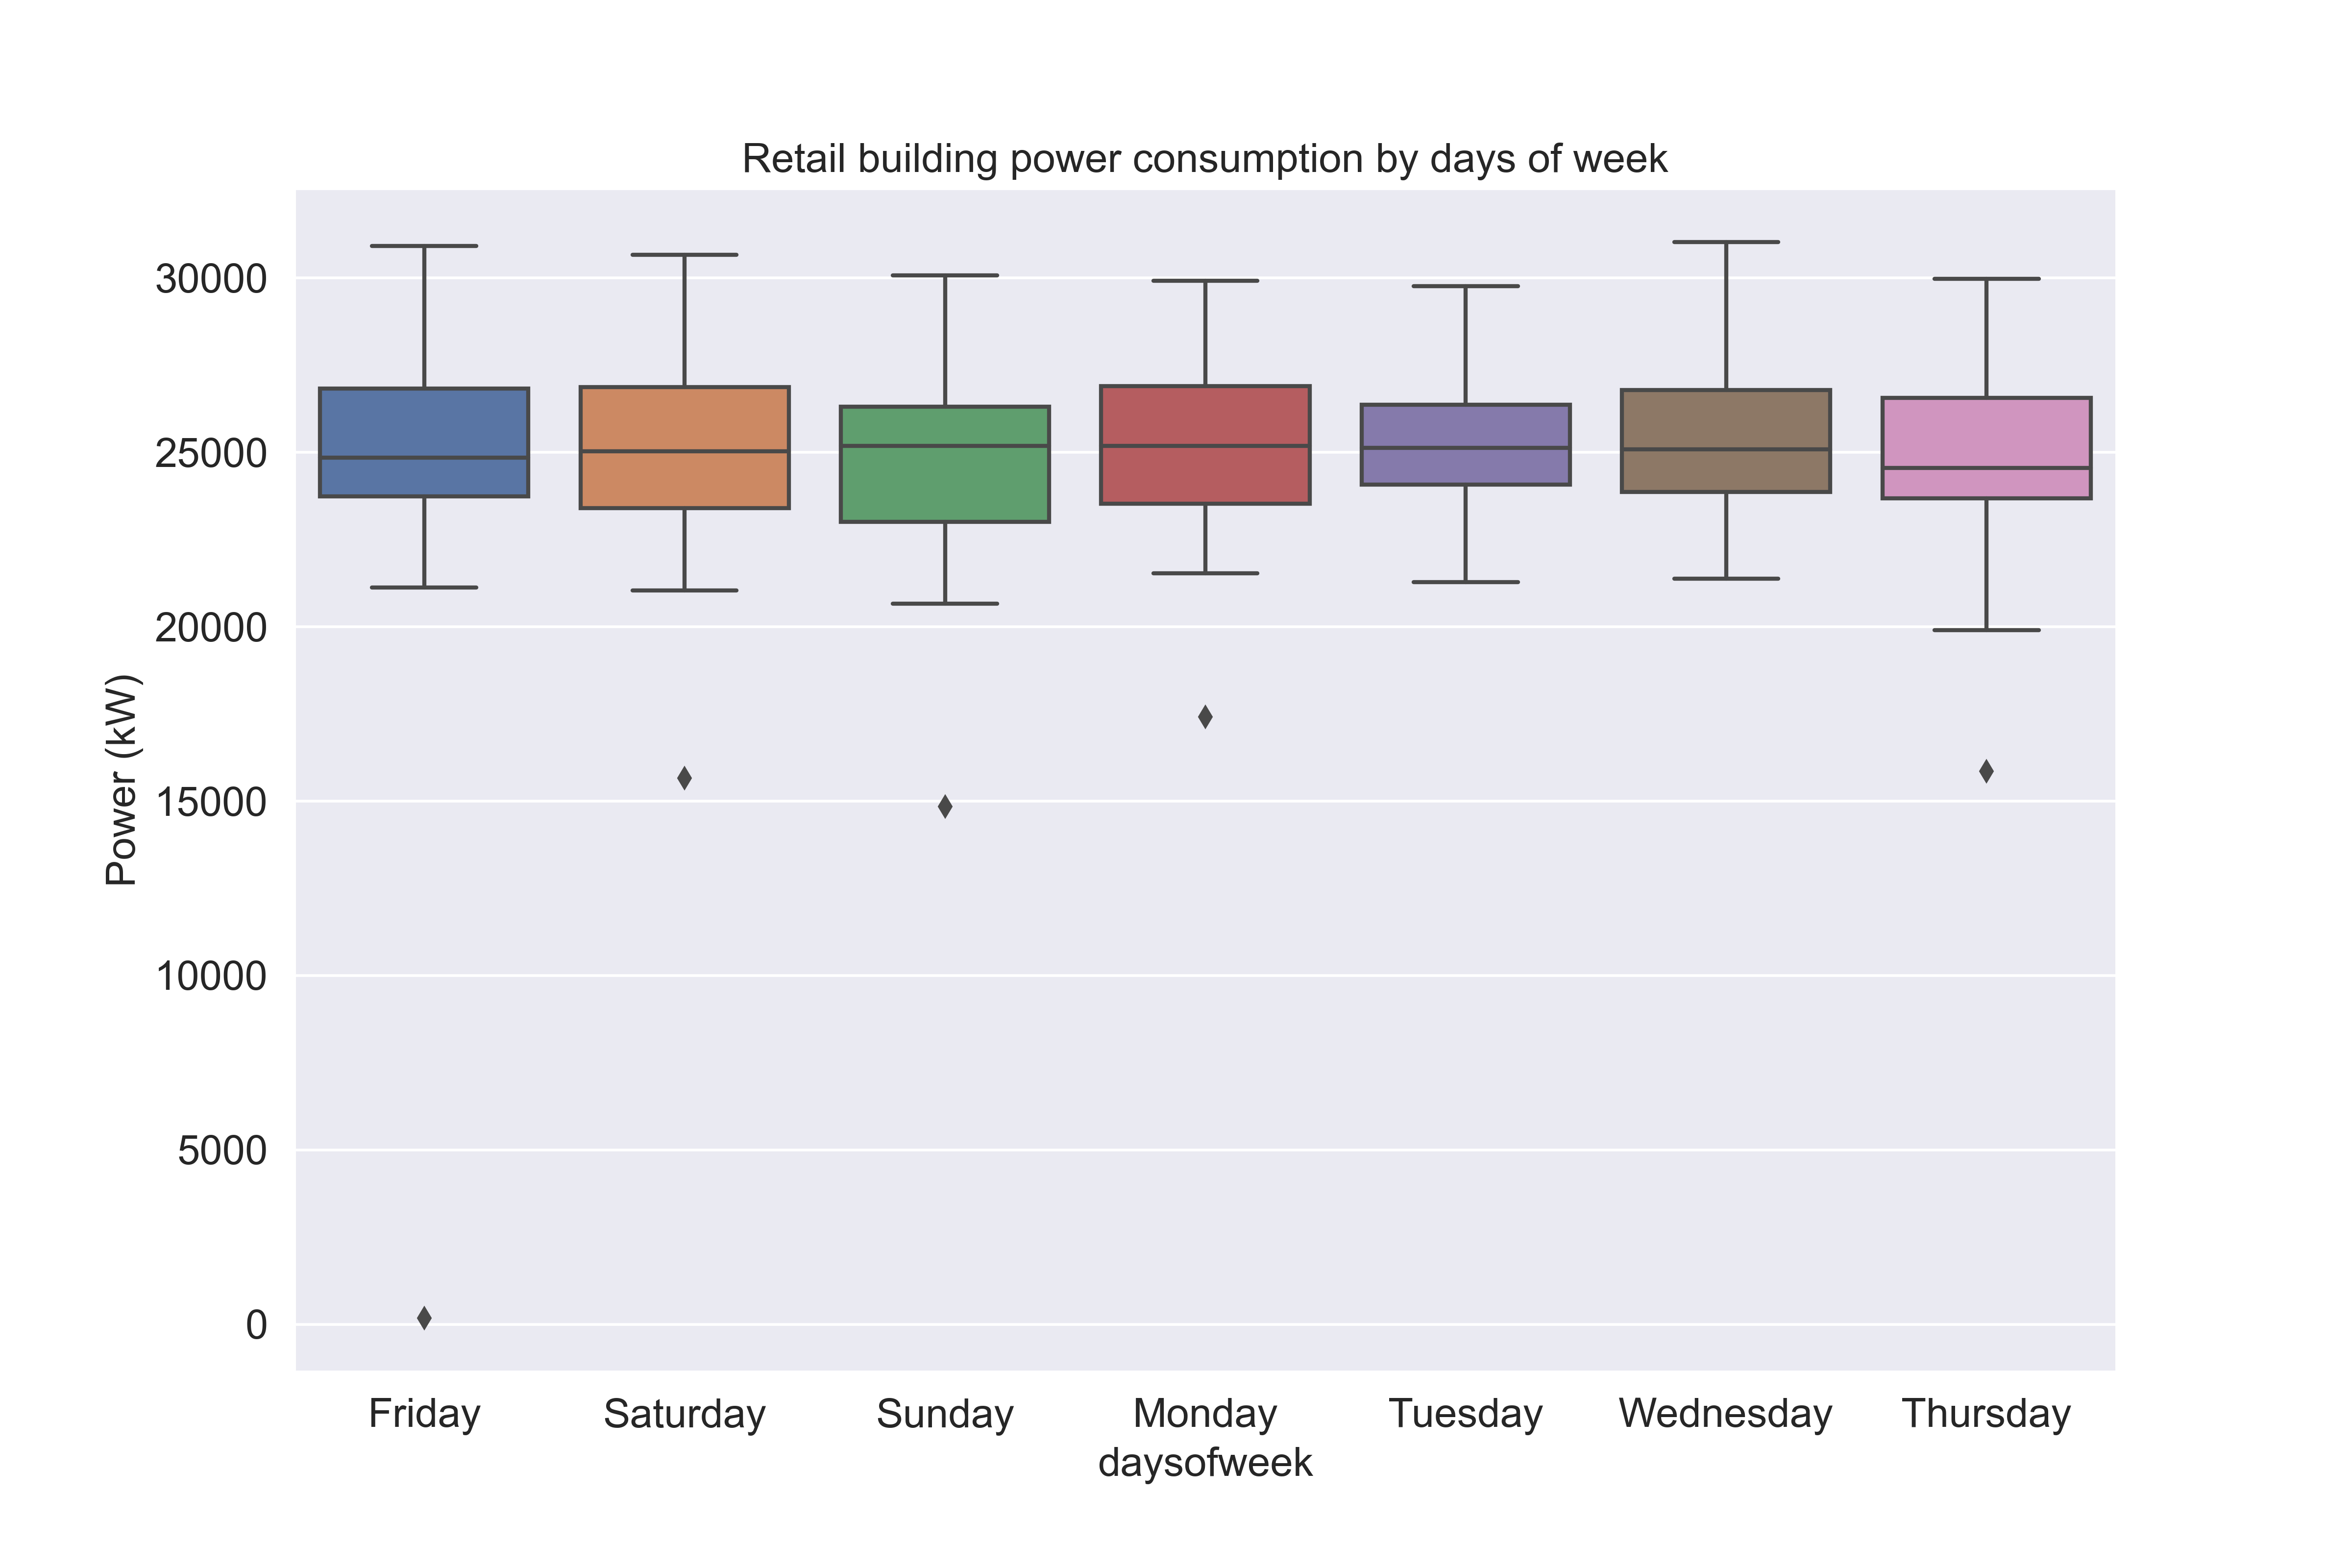 Retail building power consumption by days of week
Power (kW)
30000
25000
20000
15000
10000
5000
0
Friday Saturday Sunday Monday Tuesday Wednesday Thursday
daysofweek